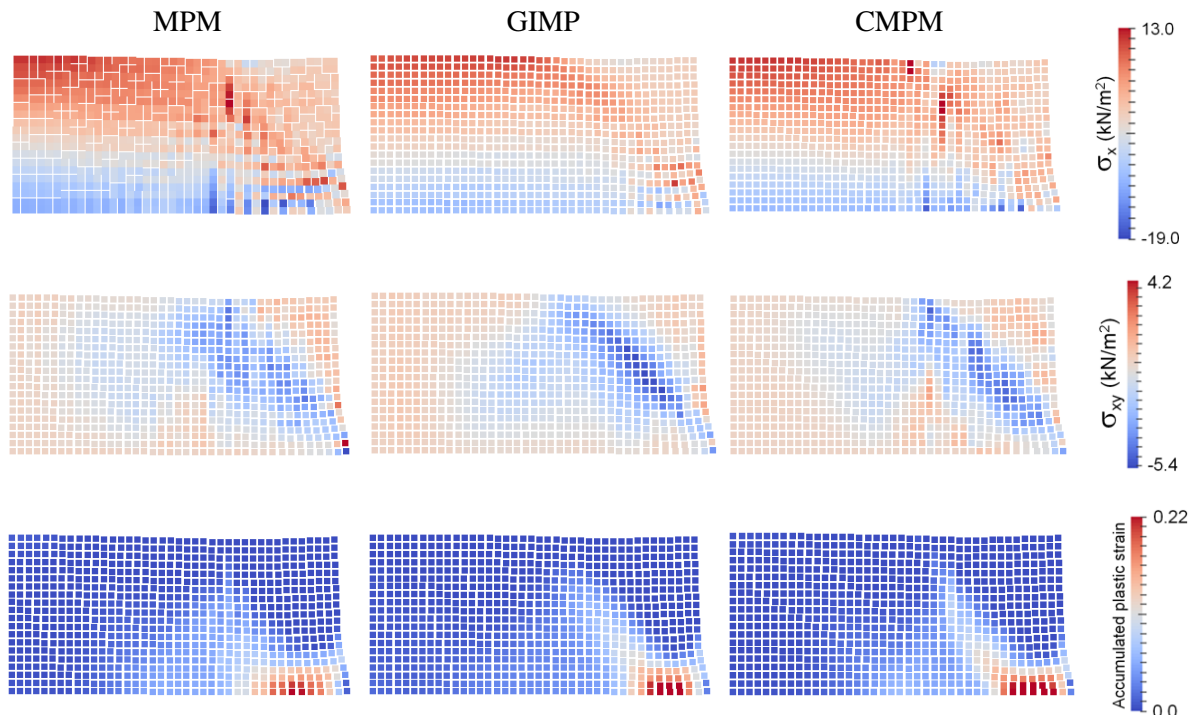 MPM GIMP CMPM
13.0
σx (kN/m²)
-19.0
4.2
σxy (kN/m²)
-5.4
0.22
Accumulated plastic strain
0.0